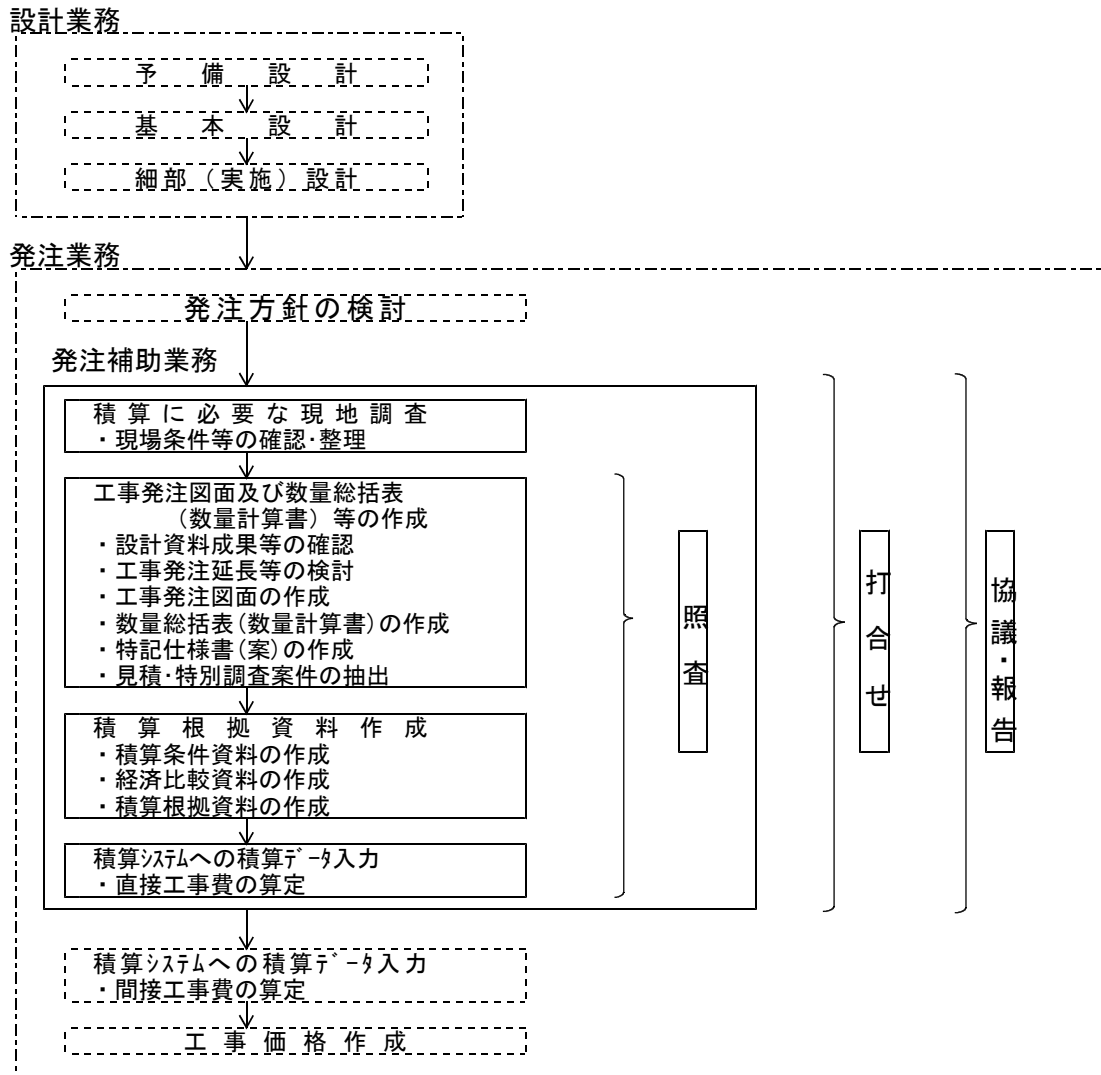 設計業務
予備設計
基本設計
細部（実施）設計
発注業務
発注方針の検討
発注補助業務
積算に必要な現地調査
・現場条件等の確認･整理
工事発注図面及び数量総括表
（数量計算書）等の作成
・設計資料成果等の確認
・工事発注延長等の検討
・工事発注図面の作成
・数量総括表(数量計算書)の作成
・特記仕様書(案)の作成
・見積･特別調査案件の抽出
積算根拠資料作成
・積算条件資料の作成
・経済比較資料の作成
・積算根拠資料の作成
積算ｼｽﾃﾑへの積算ﾃﾞｰﾀ入力
・直接工事費の算定
照査
打合せ
協議・報告
積算ｼｽﾃﾑへの積算ﾃﾞｰﾀ入力
・間接工事費の算定
工事価格作成